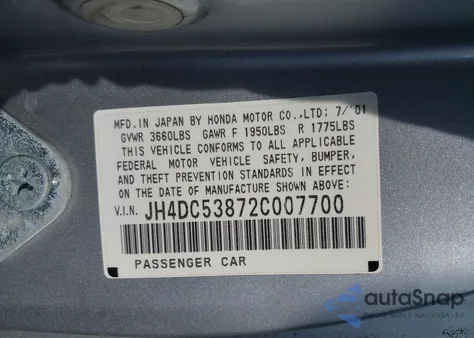 MFD.IN JAPAN BY HONDA MOTOR CO.,LTD: 7/'01
GVWR 3660LBS GAWR F 1950LBS R 1775LBS
THIS VEHICLE CONFORMS TO ALL APPLICABLE
FEDERAL MOTOR VEHICLE SAFETY, BUMPER,
AND THEFT PREVENTION STANDARDS IN EFFECT
ON THE DATE OF MANUFACTURE SHOWN ABOVE:
V.I.N. JH4DC53872C007700
PASSENGER CAR
autoSnap